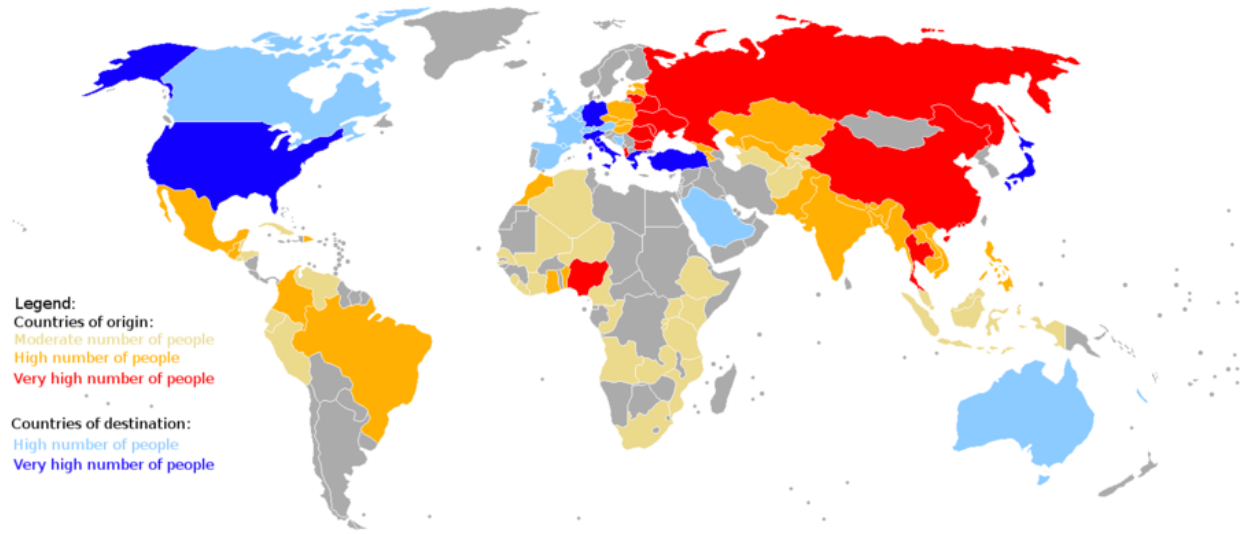 Legend:
Countries of origin:
Moderate number of people
High number of people
Very high number of people
Countries of destination:
High number of people
Very high number of people